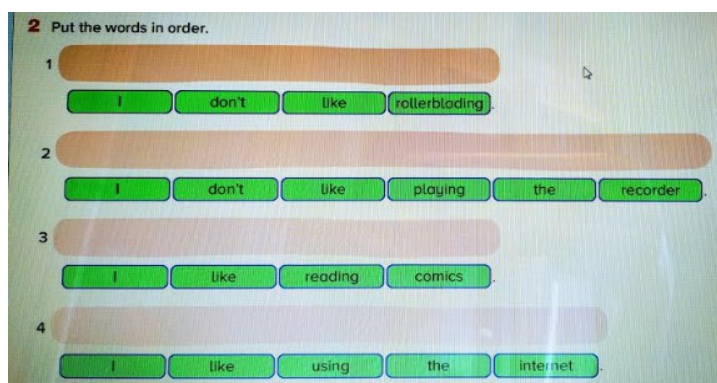 2 Put the words in order.
1
I don't like rollerblading.
2
I don't like playing the recorder.
3
I like reading comics.
4
I like using the internet.